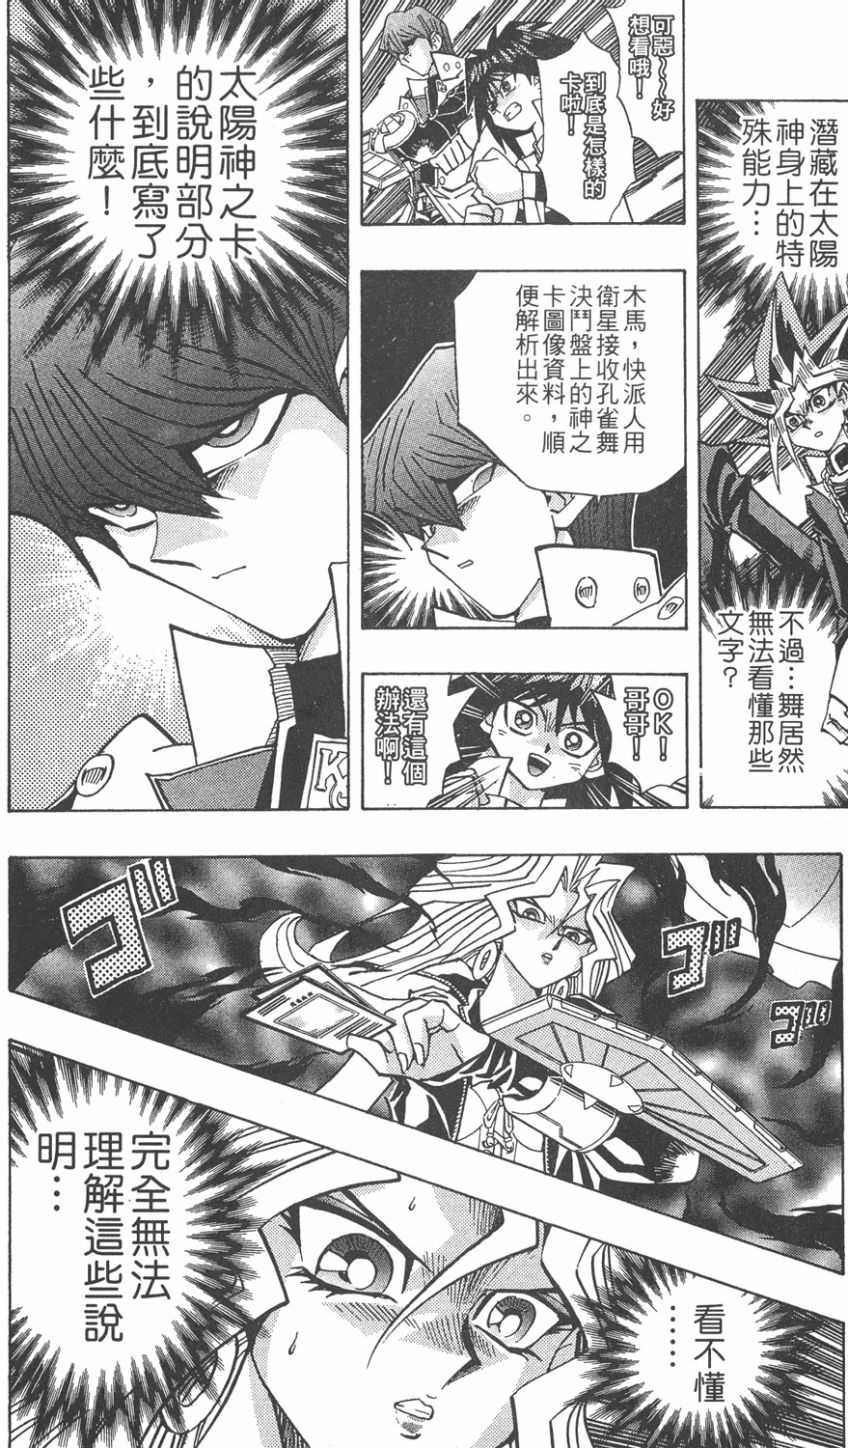 潛藏在太陽
神身上的特
殊能力…
不過…舞居然
無法看懂那些
文字？
可惡～～好
想看哦！
到底是怎樣的
卡啦！
木馬，快派人用
衛星接收孔雀舞
決鬥盤上的神之
卡圖像資料，順
便解析出來。
OK！
哥哥！
還有這個
辦法啊！
太陽神之卡
的說明部分
，到底寫了
些什麼！
KC
ゴ
ゴ
ゴ
看不懂
……
完全無法
理解這些說
明…